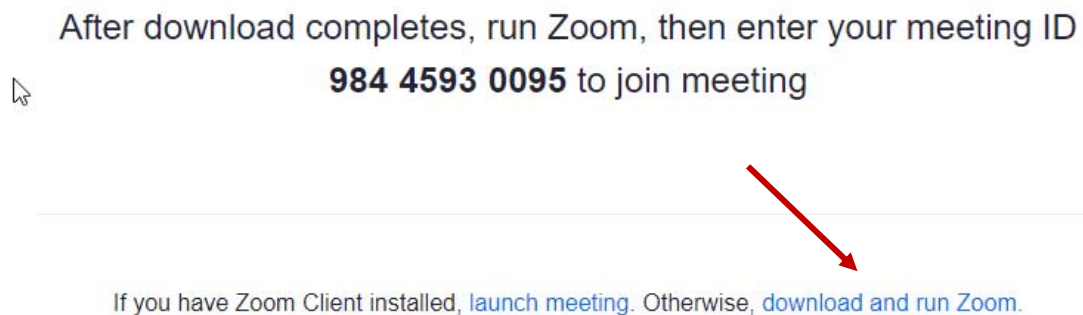 After download completes, run Zoom, then enter your meeting ID
984 4593 0095 to join meeting
If you have Zoom Client installed, launch meeting. Otherwise, download and run Zoom.